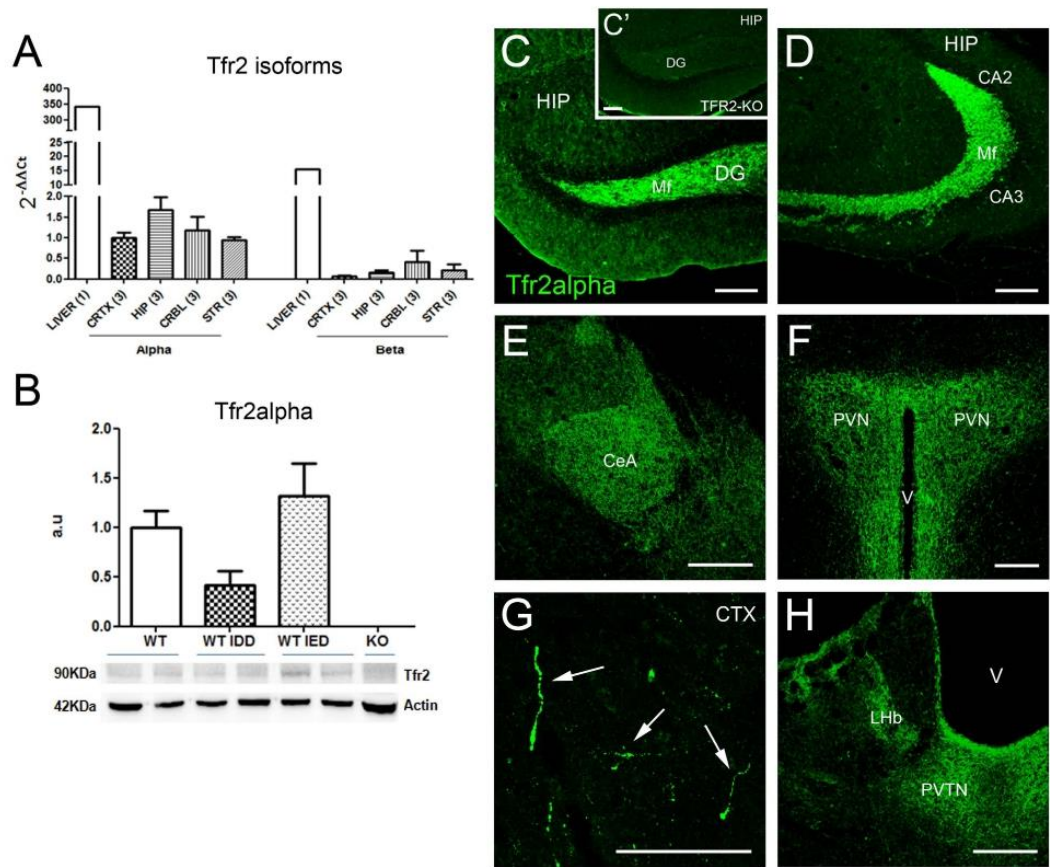 A
Tfr2 isoforms
2^-ΔΔCt
400
350
300
25
20
15
10
2.0
1.5
1.0
0.5
0.0
LIVER (1)
CRTX (3)
HIP (3)
CRBL (3)
STR (3)
LIVER (1)
CRTX (3)
HIP (3)
CRBL (3)
STR (3)
Alpha
Beta
B
Tfr2alpha
a.u
2.0
1.5
1.0
0.5
0.0
WT
WT IDD
WT IED
KO
90KDa
Tfr2
42KDa
Actin
C
HIP
Mf
DG
Tfr2alpha
C'
HIP
DG
TFR2-KO
D
HIP
CA2
Mf
CA3
E
CeA
F
PVN
PVN
V
G
CTX
H
V
LHb
PVTN